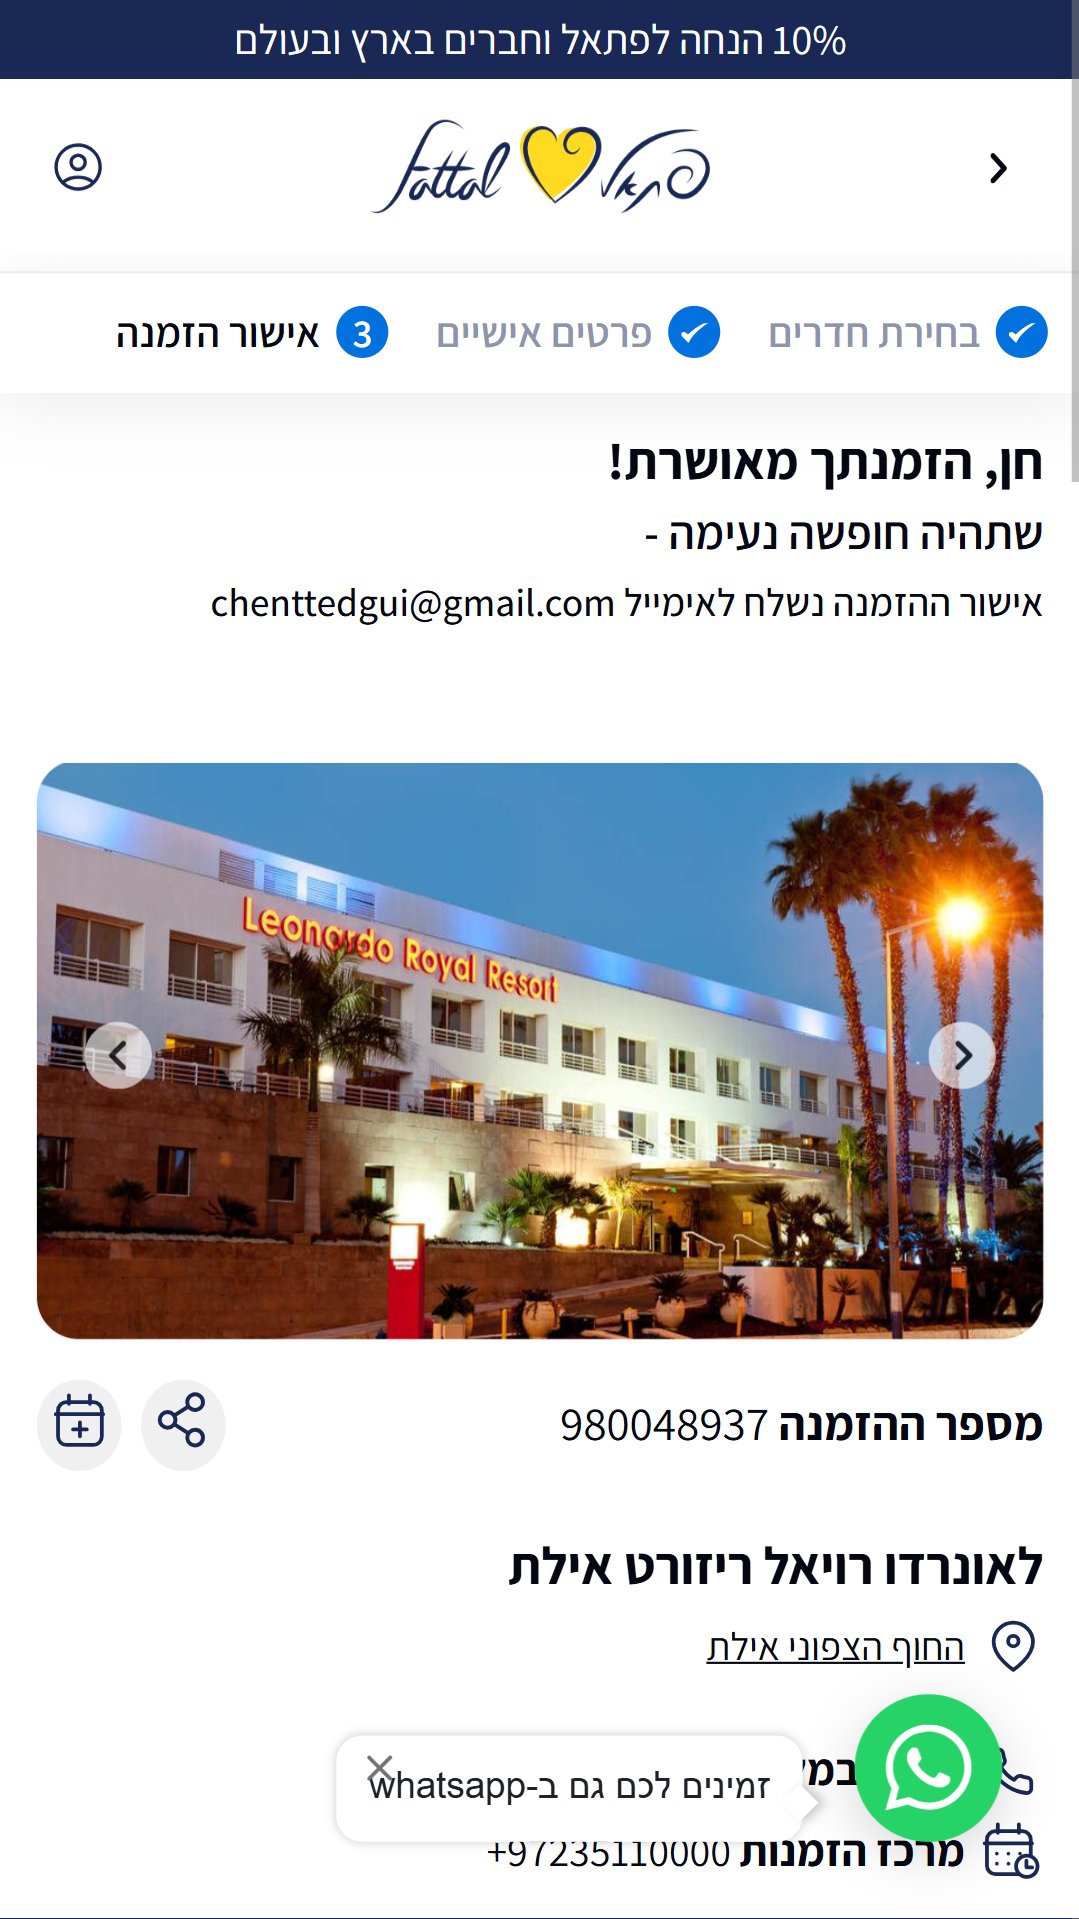 10% הנחה לפתאל וחברים בארץ ובעולם
פתאל fattal
בחירת חדרים
פרטים אישיים
3 אישור הזמנה
חן, הזמנתך מאושרת!
שתהיה חופשה נעימה -
אישור ההזמנה נשלח לאימייל chenttedgui@gmail.com
Leonardo Royal Resort
מספר ההזמנה 980048937
לאונרדו רויאל ריזורט אילת
החוף הצפוני אילת
זמינים לכם גם ב-whatsapp
מרכז הזמנות 97235110000+